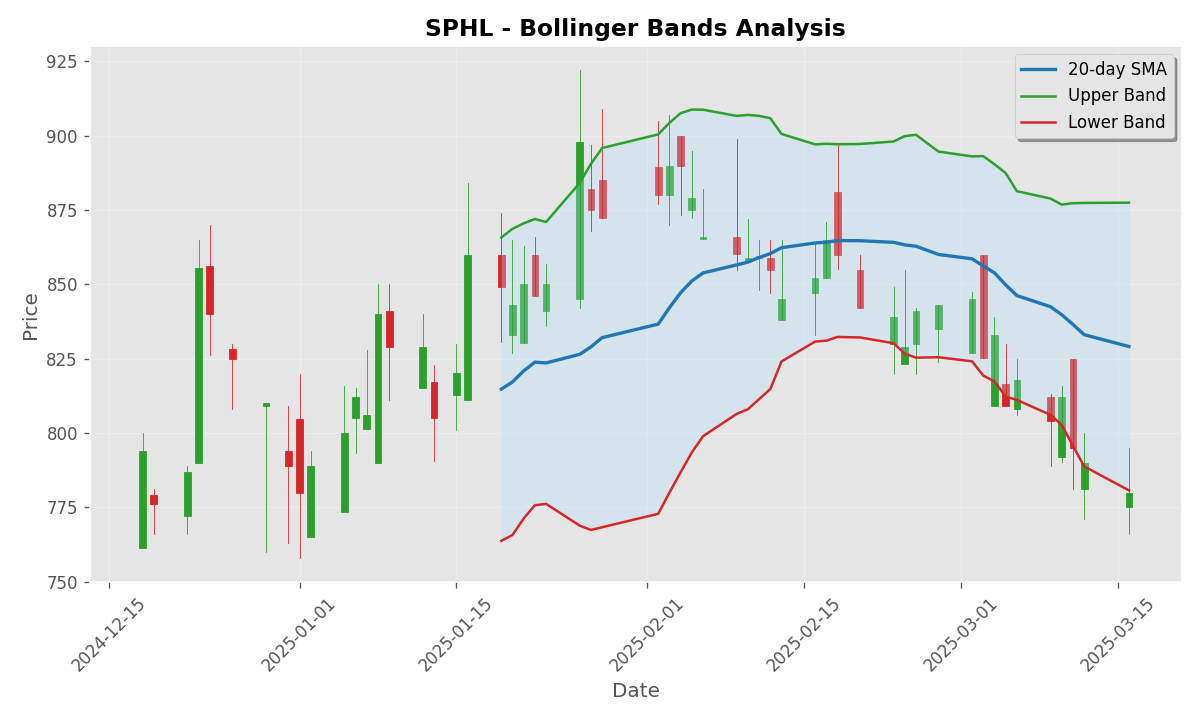 SPHL - Bollinger Bands Analysis
925
900
875
850
825
800
775
750
Price
20-day SMA
Upper Band
Lower Band
2024-12-15
2025-01-01
2025-01-15
2025-02-01
2025-02-15
2025-03-01
2025-03-15
Date